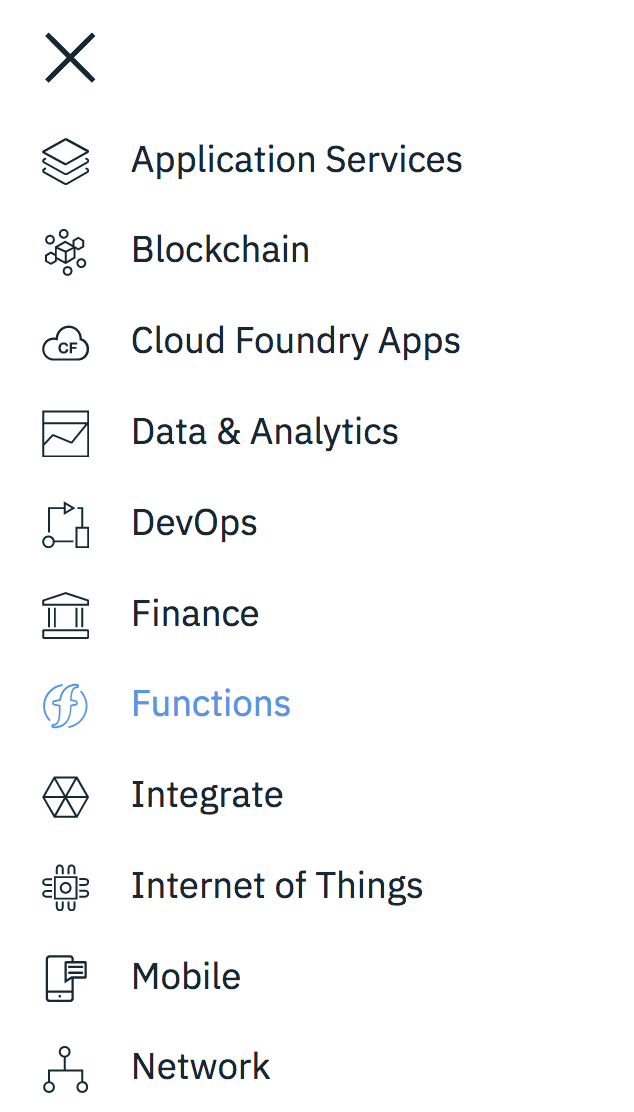 Application Services
Blockchain
CF
Cloud Foundry Apps
Data & Analytics
DevOps
Finance
Functions
Integrate
Internet of Things
Mobile
Network